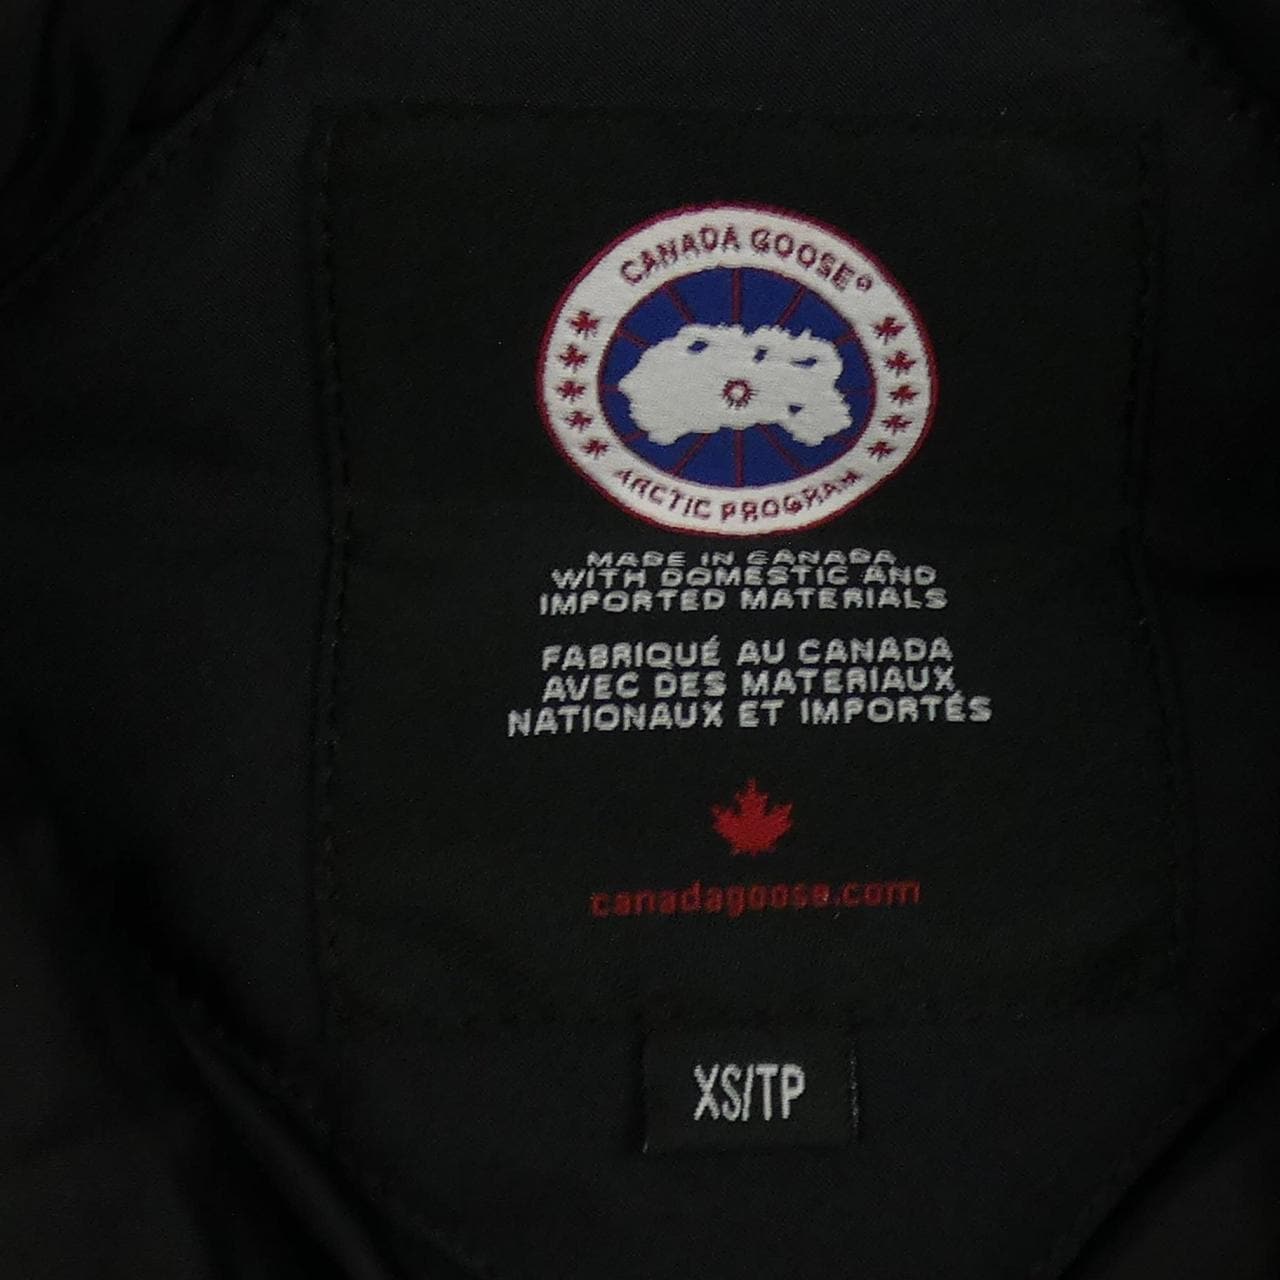 CANADA GOOSE®
ARCTIC PROGRAM
MADE IN CANADA
WITH DOMESTIC AND
IMPORTED MATERIALS
FABRIQUÉ AU CANADA
AVEC DES MATERIAUX
NATIONAUX ET IMPORTÉS
canadagoose.com
XS/TP